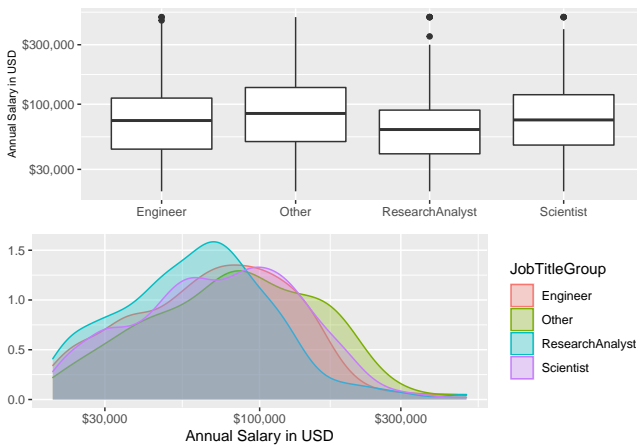 $300,000
$100,000
$30,000
Annual Salary in USD
Engineer
Other
ResearchAnalyst
Scientist
1.5
1.0
0.5
0.0
$30,000
$100,000
$300,000
Annual Salary in USD
JobTitleGroup
Engineer
Other
ResearchAnalyst
Scientist